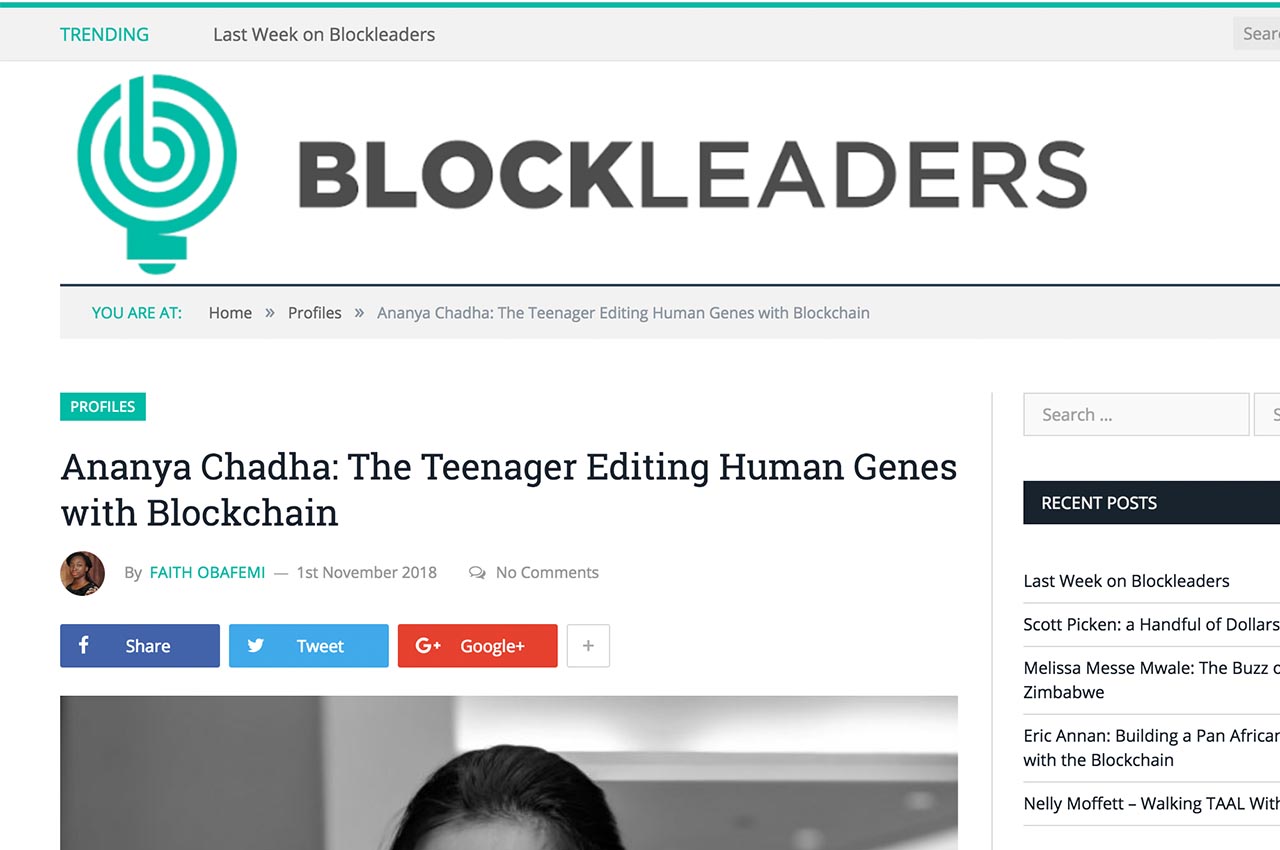 TRENDING Last Week on Blockleaders
BLOCKLEADERS
YOU ARE AT: Home » Profiles » Ananya Chadha: The Teenager Editing Human Genes with Blockchain
PROFILES
Ananya Chadha: The Teenager Editing Human Genes
with Blockchain
By FAITH OBAFEMI — 1st November 2018 No Comments
Share Tweet G+ Google+ +
Search ...
RECENT POSTS
Last Week on Blockleaders
Scott Picken: a Handful of Dollars
Melissa Messe Mwale: The Buzz
Zimbabwe
Eric Annan: Building a Pan African
with the Blockchain
Nelly Moffett – Walking TAAL With